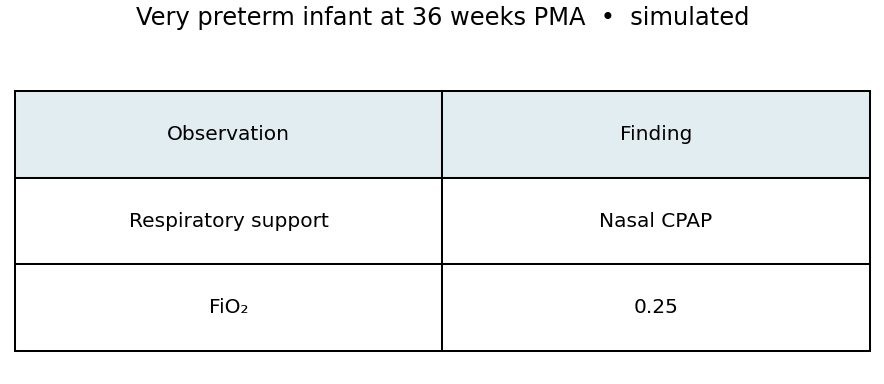 Very preterm infant at 36 weeks PMA • simulated
Observation Finding
Respiratory support Nasal CPAP
FiO₂ 0.25